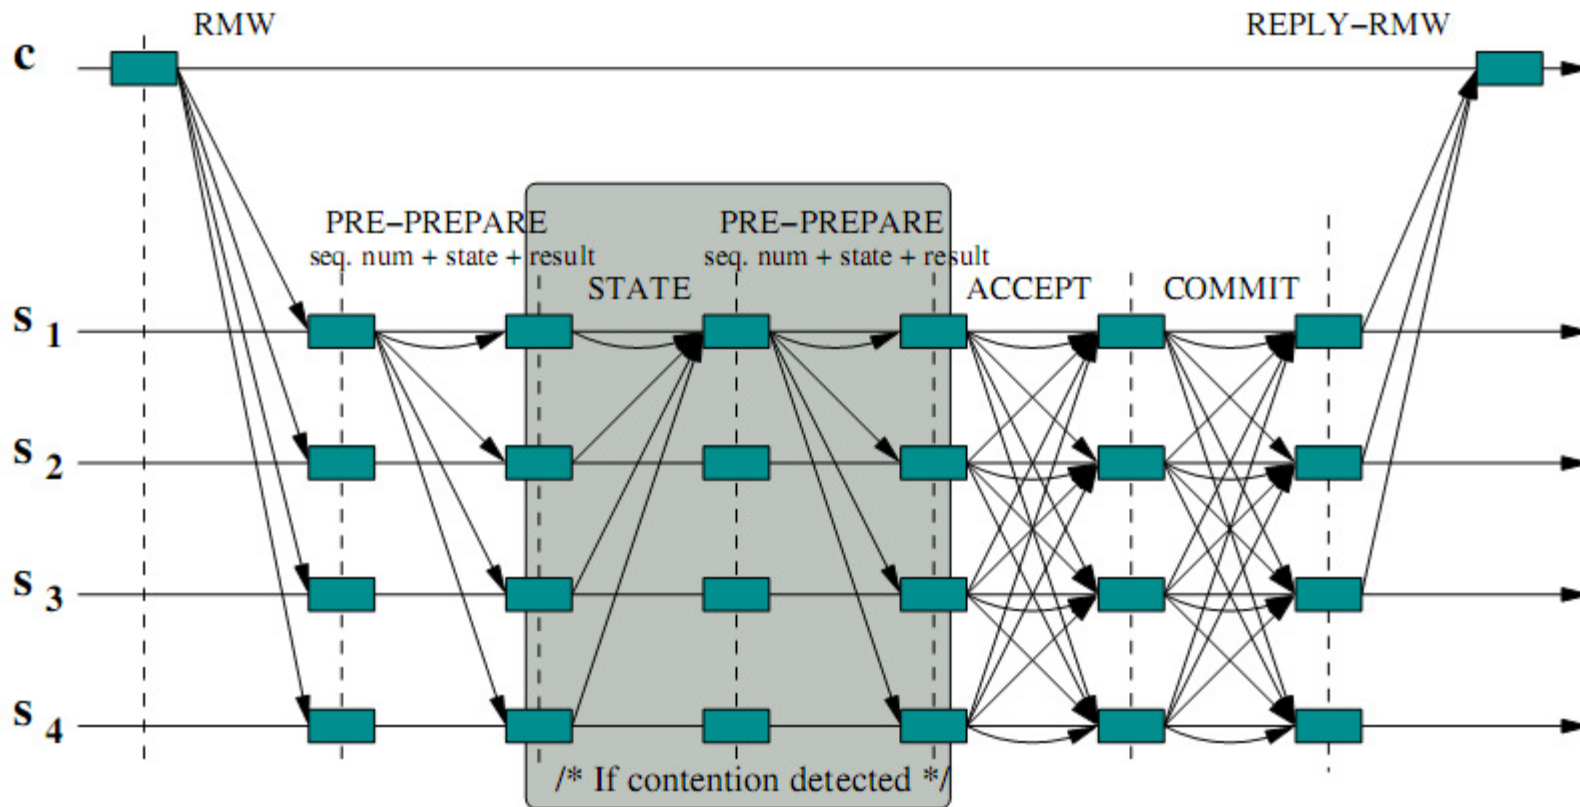 RMW
REPLY−RMW
c
PRE−PREPARE
seq. num + state + result
PRE−PREPARE
seq. num + state + result
STATE
ACCEPT
COMMIT
s 1
s 2
s 3
s 4
/* If contention detected */